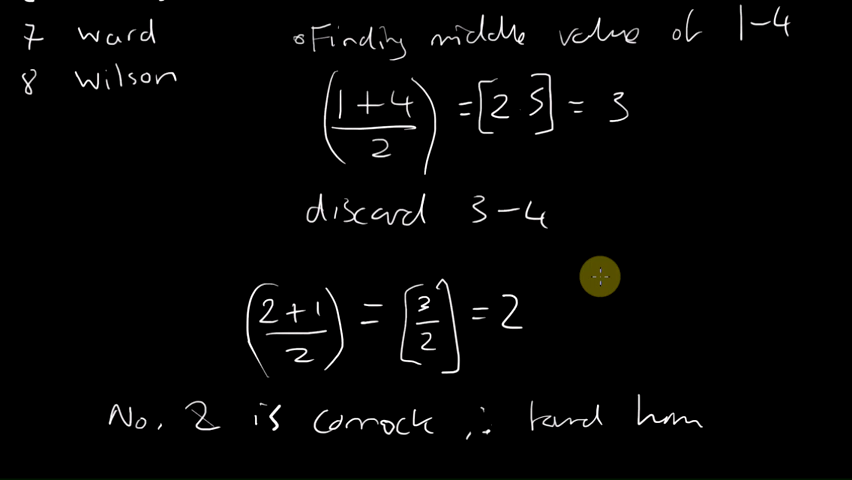 7 ward
•Finding middle value of 1-4
8 wilson
(1+4/2) = [2.5] = 3
discard 3-4
(2+1/2) = [3/2] = 2
No. 2 is comrock ∴ found him